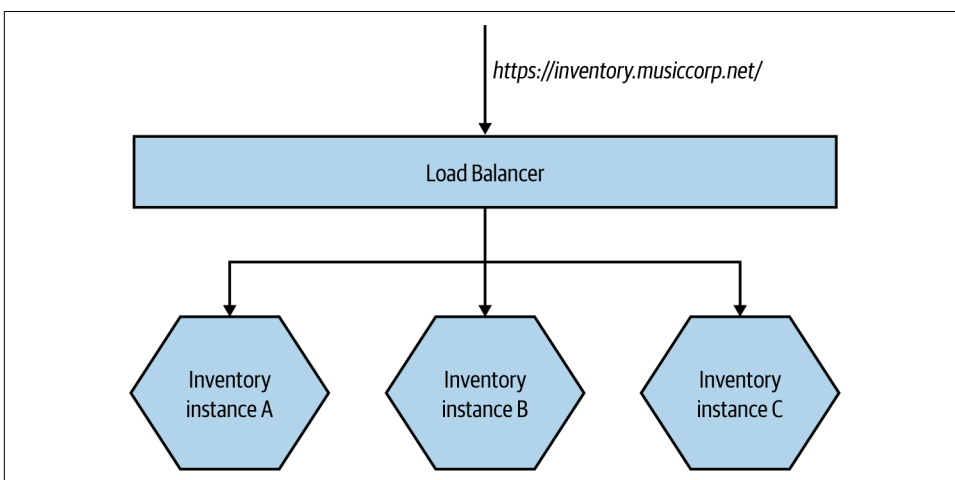 https://inventory.musiccorp.net/
Load Balancer
Inventory
instance A
Inventory
instance B
Inventory
instance C